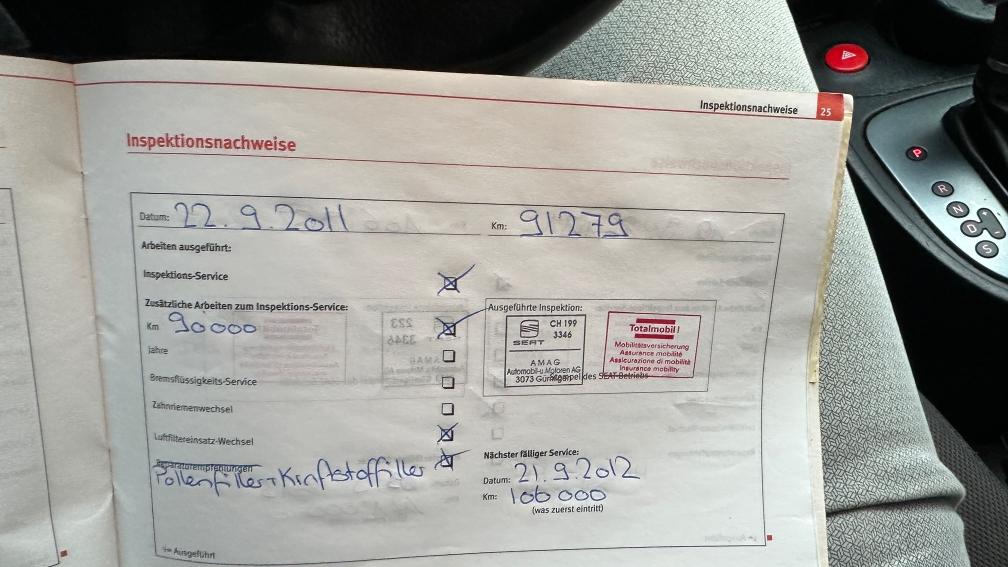 Inspektionsnachweise 25
Inspektionsnachweise
Datum: 22.9.2011 Km: 91279
Arbeiten ausgeführt:
Inspektions-Service
Zusätzliche Arbeiten zum Inspektions-Service:
Km 90000
Jahre
Bremsflüssigkeits-Service
Zahnriemenwechsel
Luftfiltereinsatz-Wechsel
Reparaturempfehlungen
Pollenfilter + Kraftstoffilter
Ausgeführte Inspektion:
CH 199
3346
SEAT
AMAG
Automobil-u.Motoren AG
3073 Gümligen
Stempel des SEAT-Betriebs
Totalmobil!
Mobilitätsversicherung
Assurance mobilité
Assicurazione di mobilità
Insurance mobility
Nächster fälliger Service:
Datum: 21.9.2012
Km: 106000
(was zuerst eintritt)
= Ausgeführt
P
R
N
D
S